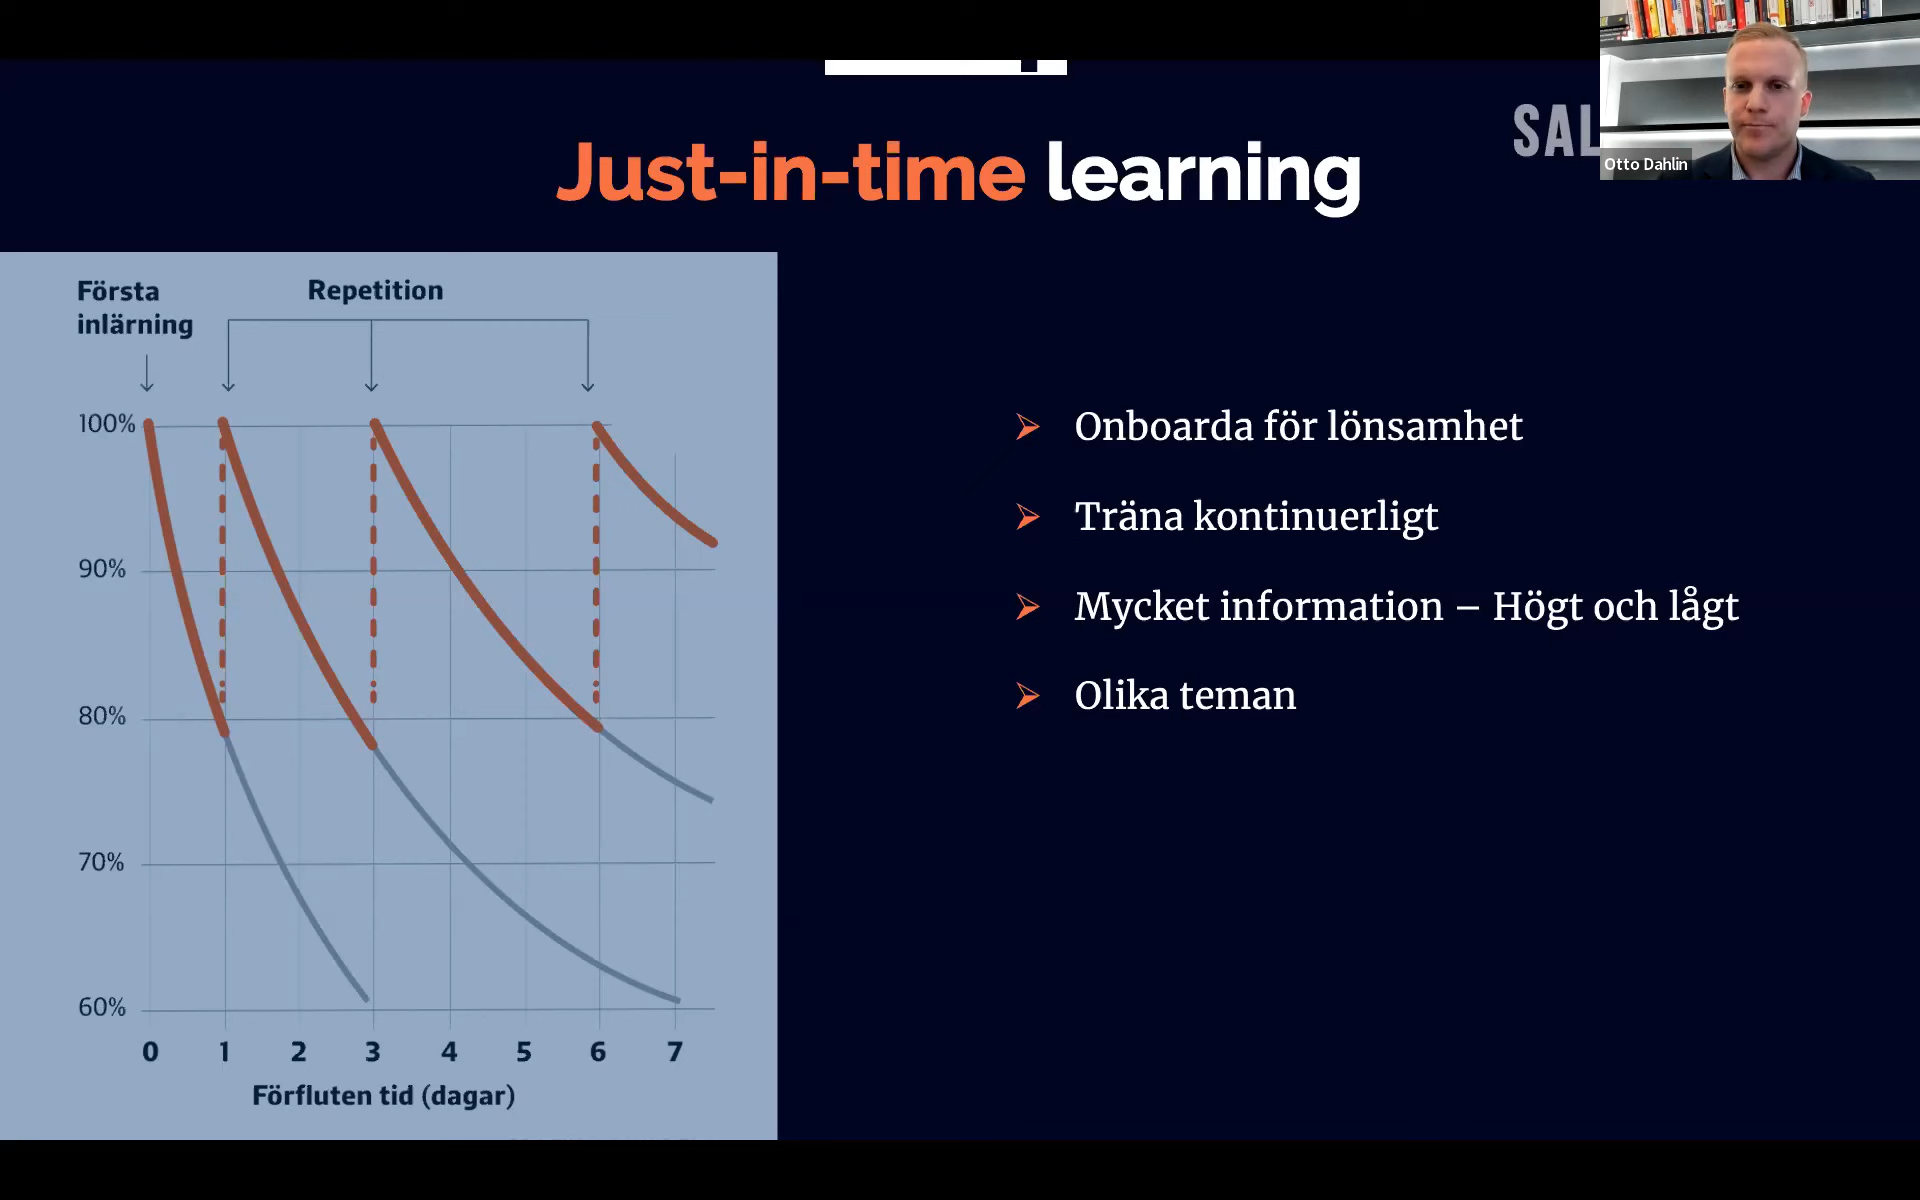 Just-in-time learning
SAL
Otto Dahlin
Första
inlärning
Repetition
100%
90%
80%
70%
60%
0 1 2 3 4 5 6 7
Förfluten tid (dagar)
Onboarda för lönsamhet
Träna kontinuerligt
Mycket information – Högt och lågt
Olika teman